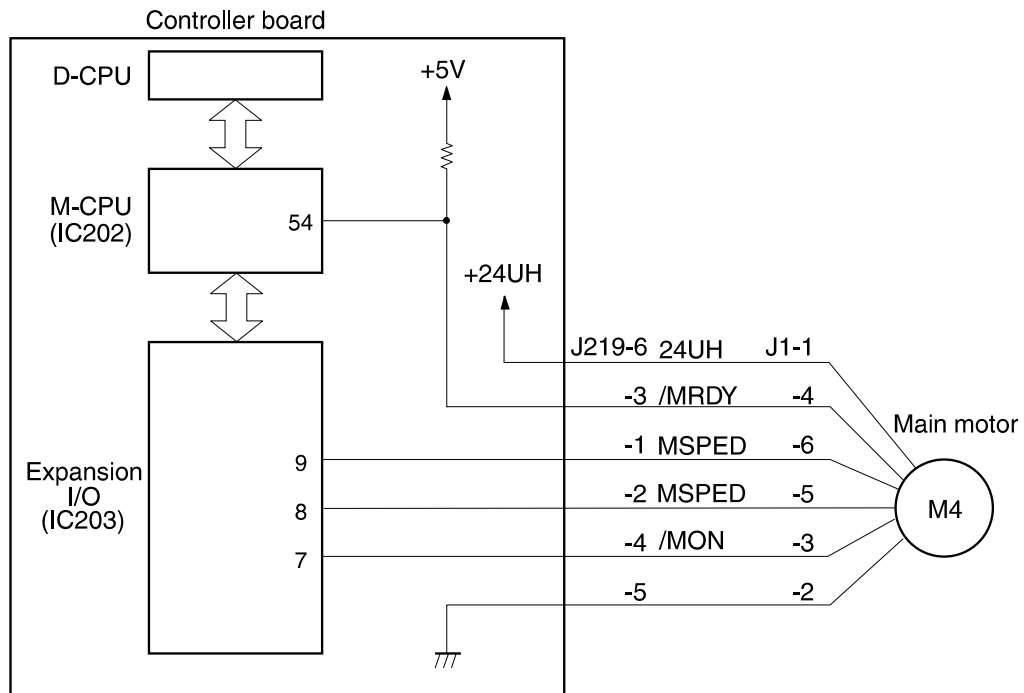 Controller board
D-CPU
+5V
M-CPU
(IC202)
54
+24UH
J219-6 24UH J1-1
-3 /MRDY -4
Main motor
9
-1 MSPED -6
Expansion
I/O
(IC203)
8
-2 MSPED -5
M4
7
-4 /MON -3
-5 -2